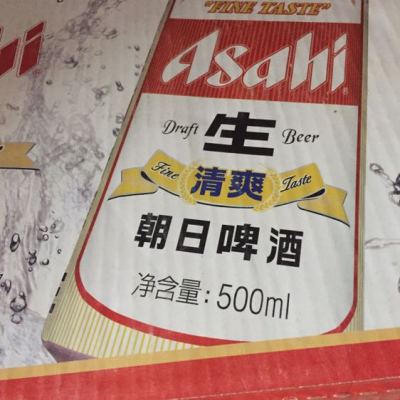 "FINE TASTE"
Asahi
Draft 生 Beer
Fine 清爽 Taste
朝日啤酒
净含量:500ml